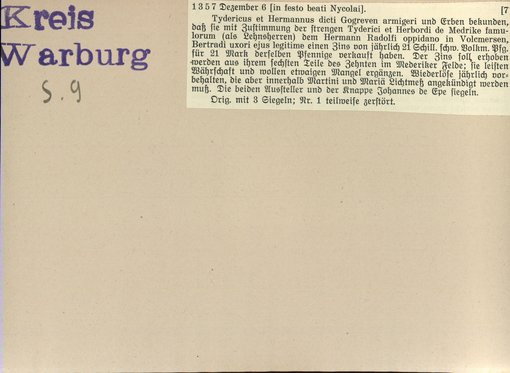 Kreis
Warburg
S. 9
1357 Dezember 6 [in festo beati Nycolai]. [7
Tydericus et Hermannus dicti Gogreven armigeri und Erben bekunden,
daß sie mit Zustimmung der strengen Tyderici et Herbordi de Medrike famu-
lorum (als Lehnsherren) dem Hermann Radolfi oppidano in Volcmersen,
Bertradi uxori ejus legitime einen Zins von jährlich 21 Schill. schw. Volkm. Pfg.
für 21 Mark derselben Pfennige verkauft haben. Der Zins soll erhoben
werden aus ihrem sechsten Teile des Zehnten im Mederiker Felde; sie leisten
Währschaft und wollen etwaigen Mangel ergänzen. Wiederlöse jährlich vor-
behalten, die aber innerhalb Martini und Mariä Lichtmeß angekündigt werden
muß. Die beiden Aussteller und der Knappe Johannes de Epe siegeln.
Orig. mit 3 Siegeln; Nr. 1 teilweise zerstört.